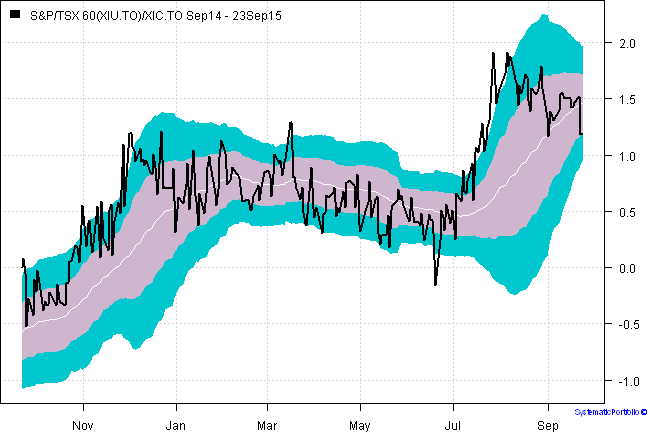 S&P/TSX 60(XIU.TO)/XIC.TO Sep14 - 23Sep15
2.0
1.5
1.0
0.5
0.0
-0.5
-1.0
SystematicPortfolio ©
Nov Jan Mar May Jul Sep